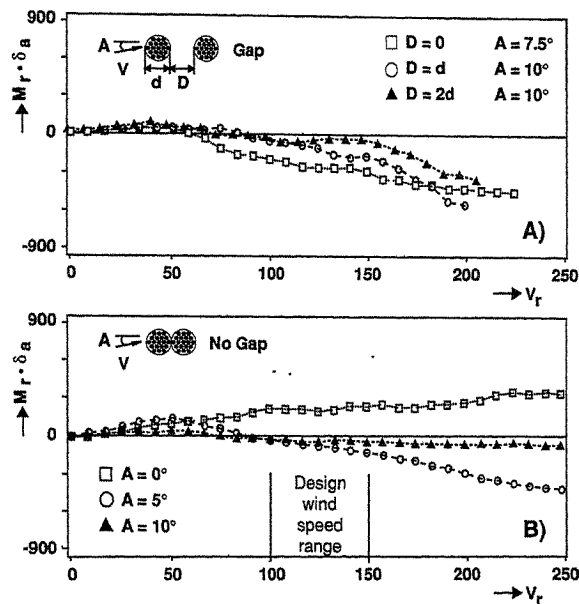 900
A
V
d
D
Gap
D = 0 A = 7.5°
D = d A = 10°
D = 2d A = 10°
→ Mr • δa
0
-900
A)
0 50 100 150 200 250
→ Vr
900
A
V
No Gap
→ Mr • δa
0
A = 0°
A = 5°
A = 10°
Design
wind
speed
range
-900
B)
0 50 100 150 200 250
→ Vr